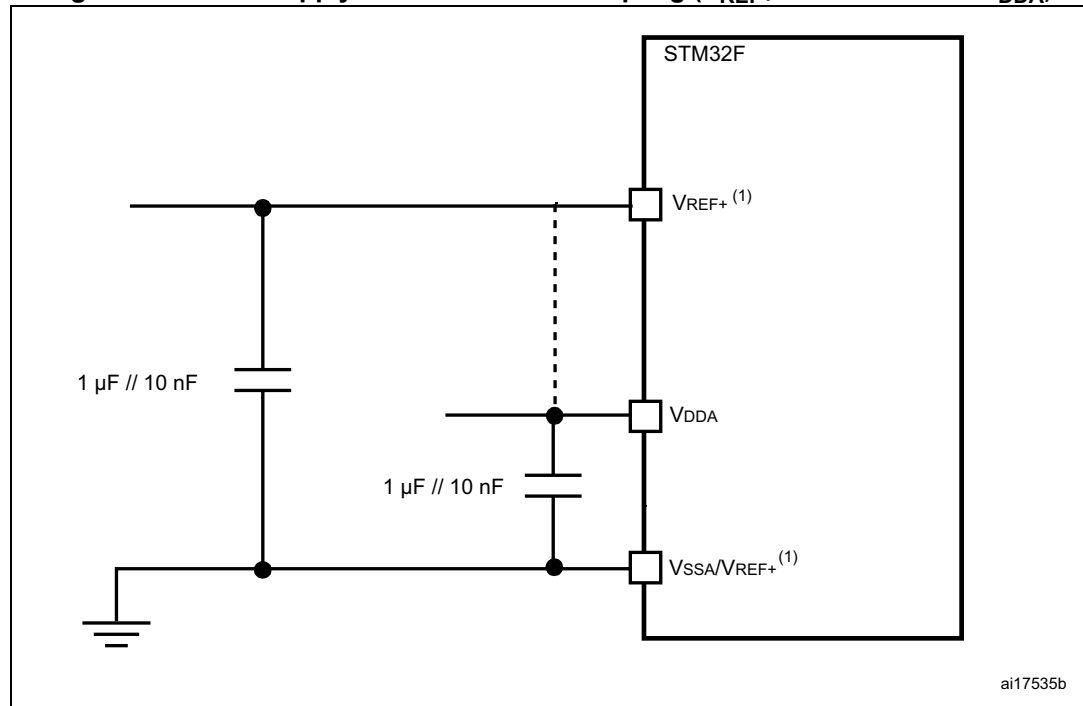 STM32F
VREF+ (1)
1 µF // 10 nF
VDDA
1 µF // 10 nF
VSSA/VREF+ (1)
ai17535b